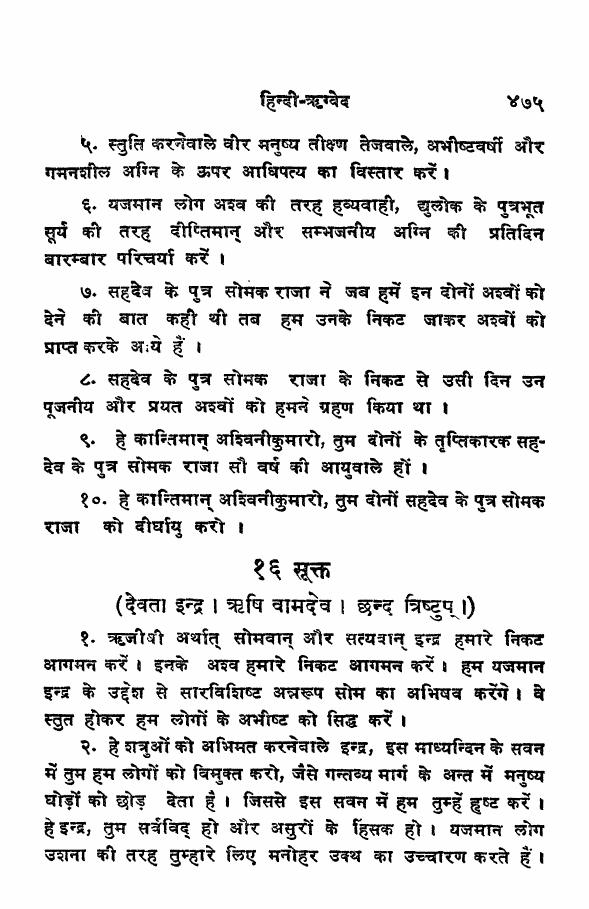 हिन्दी-ऋग्वेद ४७५
५. स्तुति करनेवाले वीर मनुष्य तीक्ष्ण तेजवाले, अभीष्टवर्षी और
गमनशील अग्नि के ऊपर आधिपत्य का विस्तार करें।
६. यजमान लोग अश्व की तरह हव्यवाही, द्युलोक के पुत्रभूत
सूर्य की तरह दीप्तिमान् और सम्भजनीय अग्नि की प्रतिदिन
बारम्बार परिचर्या करें ।
७. सहदेव के पुत्र सोमक राजा ने जब हमें इन दोनों अश्वों को
देने की बात कही थी तब हम उनके निकट जाकर अश्वों को
प्राप्त करके आये हैं ।
८. सहदेव के पुत्र सोमक राजा के निकट से उसी दिन उन
पूजनीय और प्रयत अश्वों को हमने ग्रहण किया था ।
९. हे कान्तिमान् अश्विनीकुमारो, तुम दोनों के तृप्तिकारक सह-
देव के पुत्र सोमक राजा सौ वर्ष की आयुवाले हों ।
१०. हे कान्तिमान् अश्विनीकुमारो, तुम दोनों सहदेव के पुत्र सोमक
राजा को दीर्घायु करो ।
१६ सूक्त
(देवता इन्द्र । ऋषि वामदेव । छन्द त्रिष्टुप् ।)
१. ऋजीषी अर्थात् सोमवान् और सत्यवान् इन्द्र हमारे निकट
आगमन करें । इनके अश्व हमारे निकट आगमन करें । हम यजमान
इन्द्र के उद्देश से सारविशिष्ट अन्नरूप सोम का अभिषव करेंगे । वे
स्तुत होकर हम लोगों के अभीष्ट को सिद्ध करें ।
२. हे शत्रुओं को अभिमत करनेवाले इन्द्र, इस माध्यन्दिन के सवन
में तुम हम लोगों को विमुक्त करो, जैसे गन्तव्य मार्ग के अन्त में मनुष्य
घोड़ों को छोड़ देता है । जिससे इस सवन में हम तुम्हें हृष्ट करें ।
हे इन्द्र, तुम सर्वविद् हो और असुरों के हिंसक हो । यजमान लोग
उशना की तरह तुम्हारे लिए मनोहर उक्थ का उच्चारण करते हैं ।